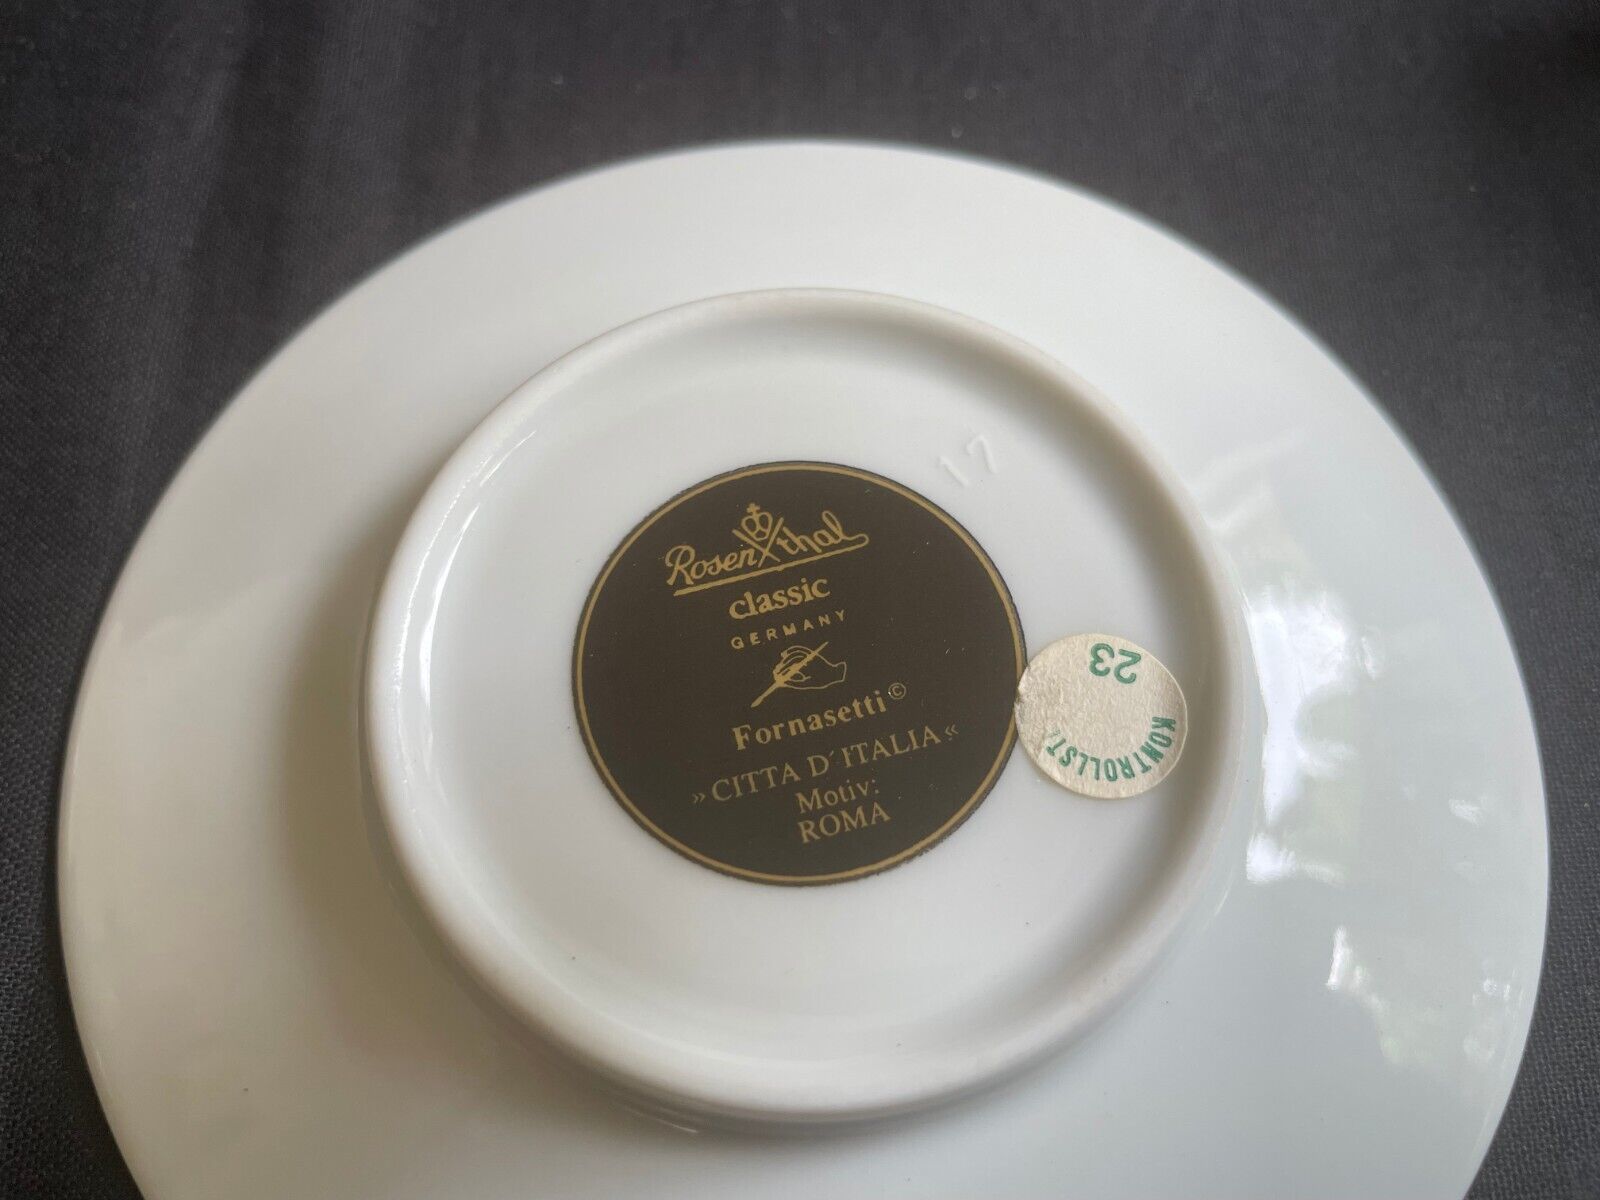 Rosenthal
classic
GERMANY
Fornasetti©
»CITTA D´ITALIA«
Motiv:
ROMA
17
23
KONTROLLST.